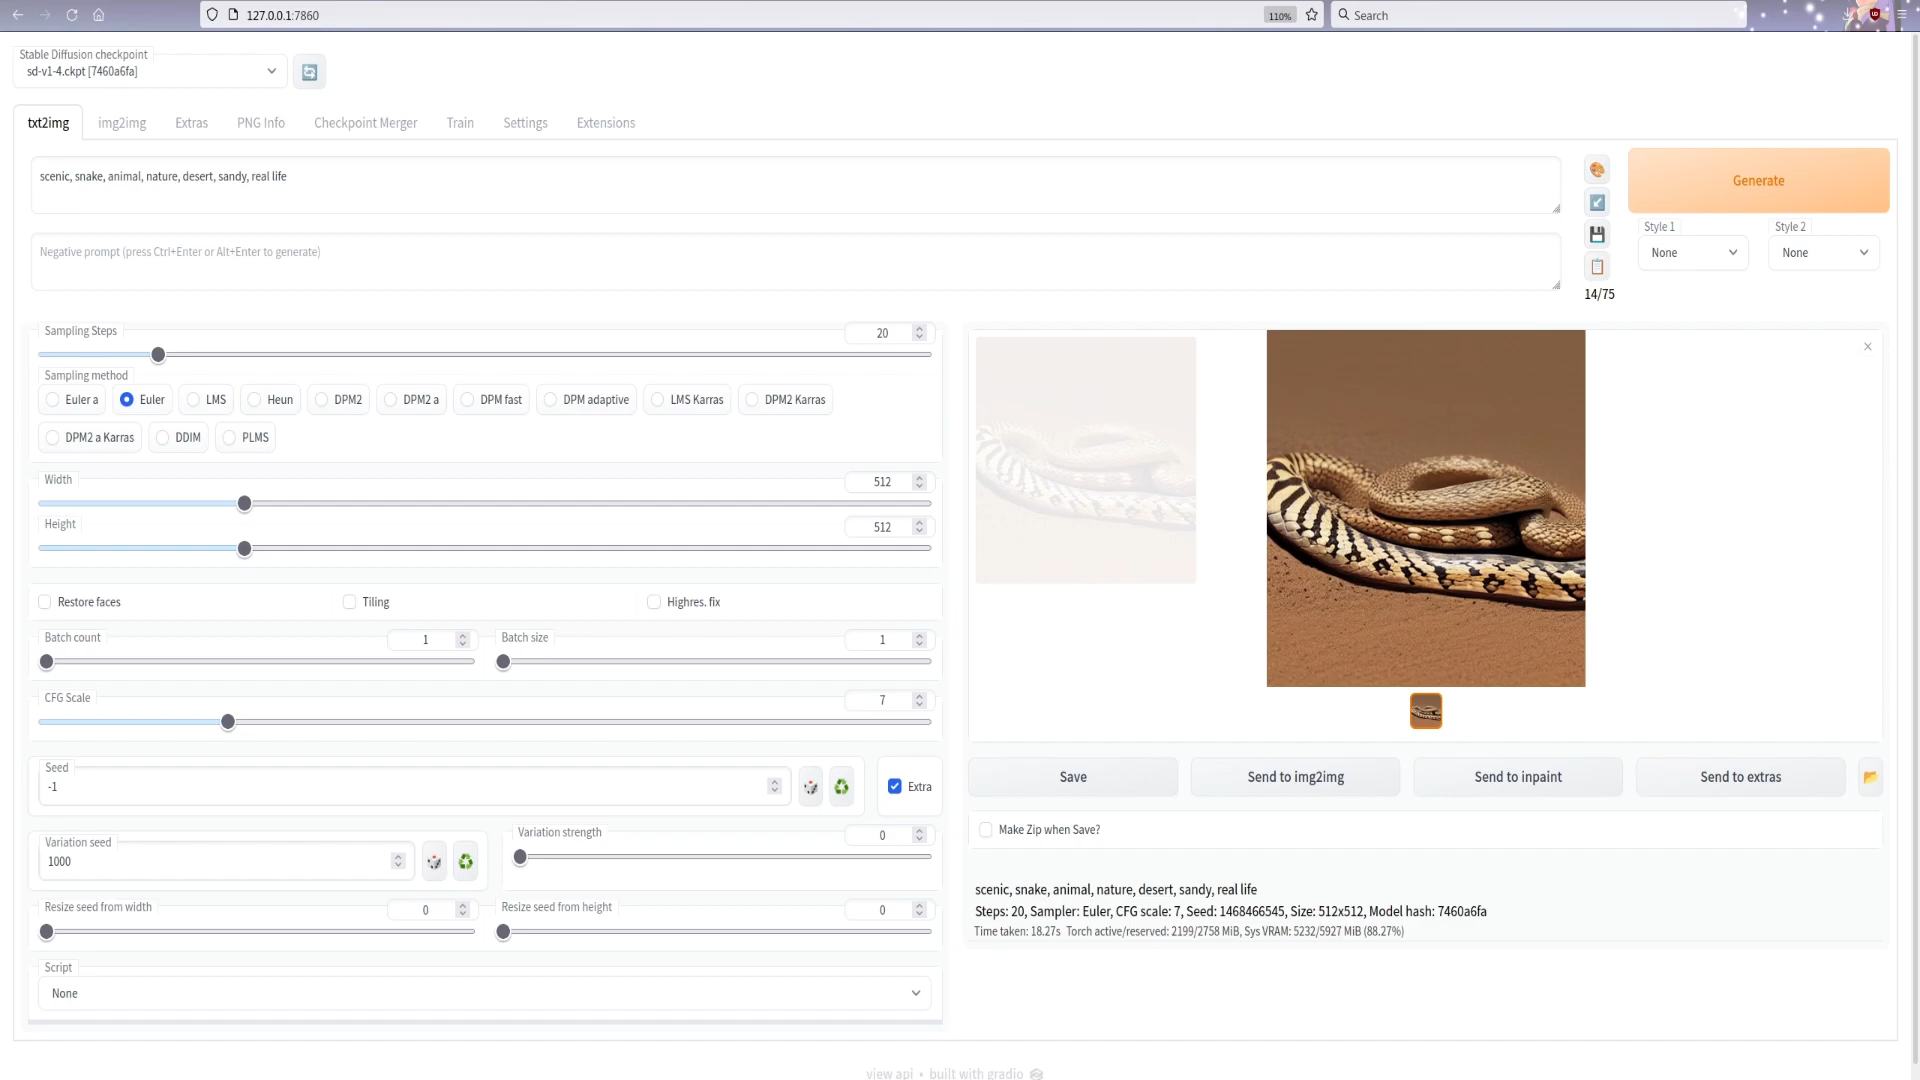 127.0.0.1:7860
110%
Search
Stable Diffusion checkpoint
sd-v1-4.ckpt [7460a6fa]
txt2img img2img Extras PNG Info Checkpoint Merger Train Settings Extensions
scenic, snake, animal, nature, desert, sandy, real life
Generate
Style 1 Style 2
None None
Negative prompt (press Ctrl+Enter or Alt+Enter to generate)
14/75
Sampling Steps 20
Sampling method
Euler a Euler LMS Heun DPM2 DPM2 a DPM fast DPM adaptive LMS Karras DPM2 Karras
DPM2 a Karras DDIM PLMS
Width 512
Height 512
Restore faces Tiling Highres. fix
Batch count 1 Batch size 1
CFG Scale 7
Seed
-1
Extra
Variation seed
1000
Variation strength 0
Resize seed from width 0 Resize seed from height 0
Script
None
Save Send to img2img Send to inpaint Send to extras
Make Zip when Save?
scenic, snake, animal, nature, desert, sandy, real life
Steps: 20, Sampler: Euler, CFG scale: 7, Seed: 1468466545, Size: 512x512, Model hash: 7460a6fa
Time taken: 18.27s Torch active/reserved: 2199/2758 MiB, Sys VRAM: 5232/5927 MiB (88.27%)
view api • built with gradio